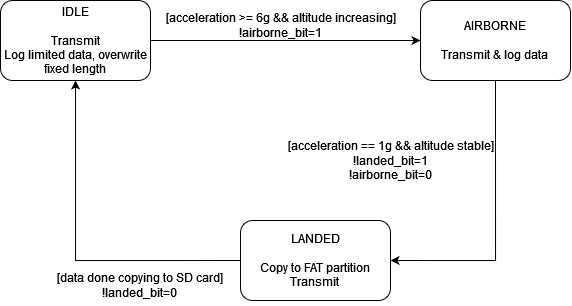 IDLE
Transmit
Log limited data, overwrite
fixed length
[acceleration >= 6g && altitude increasing]
!airborne_bit=1
AIRBORNE
Transmit & log data
[acceleration == 1g && altitude stable]
!landed_bit=1
!airborne_bit=0
LANDED
Copy to FAT partition
Transmit
[data done copying to SD card]
!landed_bit=0